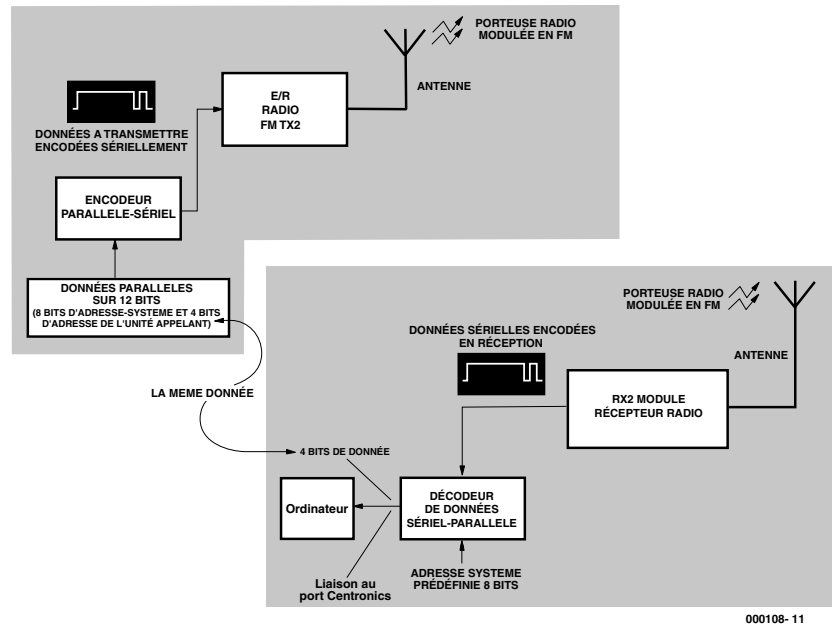 PORTEUSE RADIO
MODULÉE EN FM
ANTENNE
E/R
RADIO
FM TX2
DONNÉES A TRANSMETTRE
ENCODÉES SÉRIELLEMENT
ENCODEUR
PARALLELE-SÉRIEL
DONNÉES PARALLELES
SUR 12 BITS
(8 BITS D'ADRESSE-SYSTEME ET 4 BITS
D'ADRESSE DE L'UNITÉ APPELANT)
LA MEME DONNÉE
PORTEUSE RADIO
MODULÉE EN FM
ANTENNE
DONNÉES SÉRIELLES ENCODÉES
EN RÉCEPTION
RX2 MODULE
RÉCEPTEUR RADIO
4 BITS DE DONNÉE
Ordinateur
DÉCODEUR
DE DONNÉES
SÉRIEL-PARALLELE
Liaison au
port Centronics
ADRESSE SYSTEME
PRÉDÉFINIE 8 BITS
000108- 11